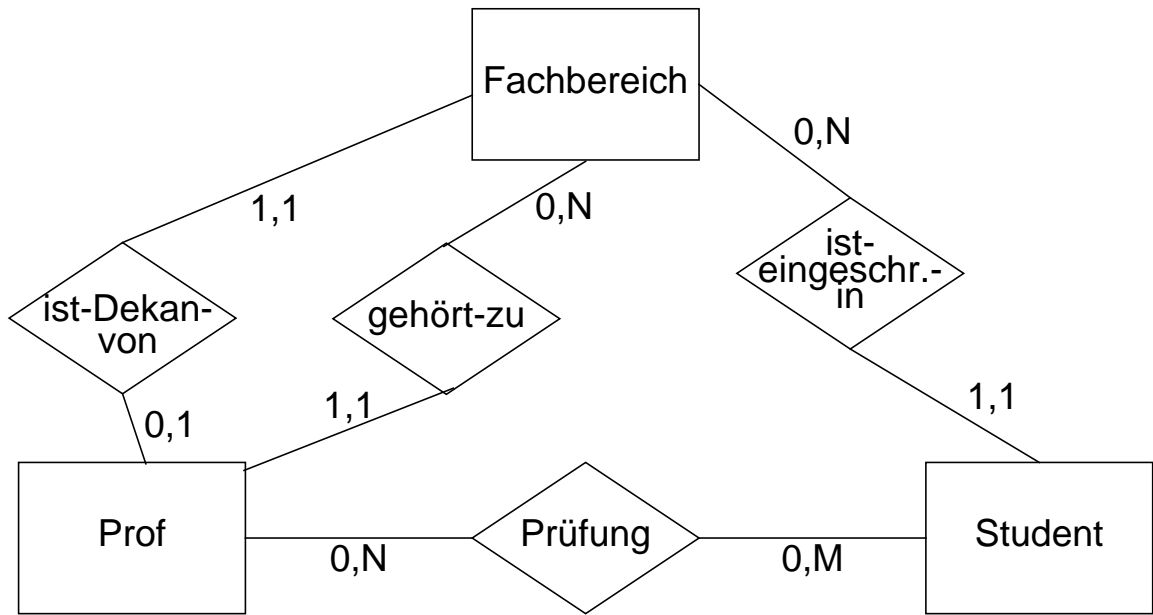 Fachbereich
0,N
1,1
0,N
ist-
eingeschr.-
in
ist-Dekan-
von
gehört-zu
1,1
0,1
1,1
Prof
Prüfung
Student
0,N
0,M